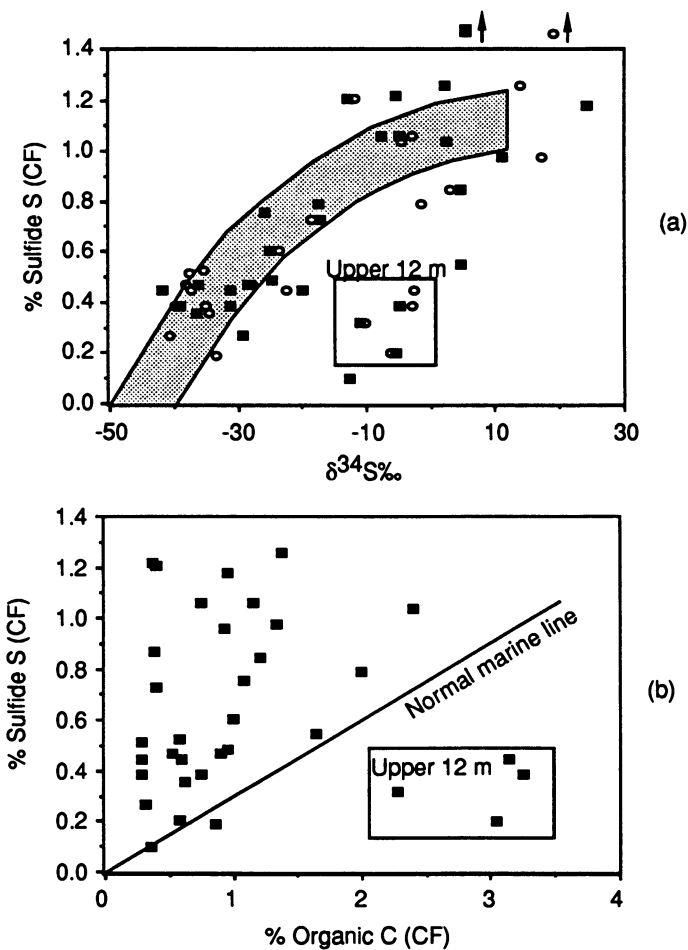 1.4
1.2
1.0
0.8
0.6
0.4
0.2
0.0
% Sulfide S (CF)
Upper 12 m
(a)
-50 -30 -10 10 30
δ34S‰
1.4
1.2
1.0
0.8
0.6
0.4
0.2
0.0
% Sulfide S (CF)
Normal marine line
Upper 12 m
(b)
0 1 2 3 4
% Organic C (CF)